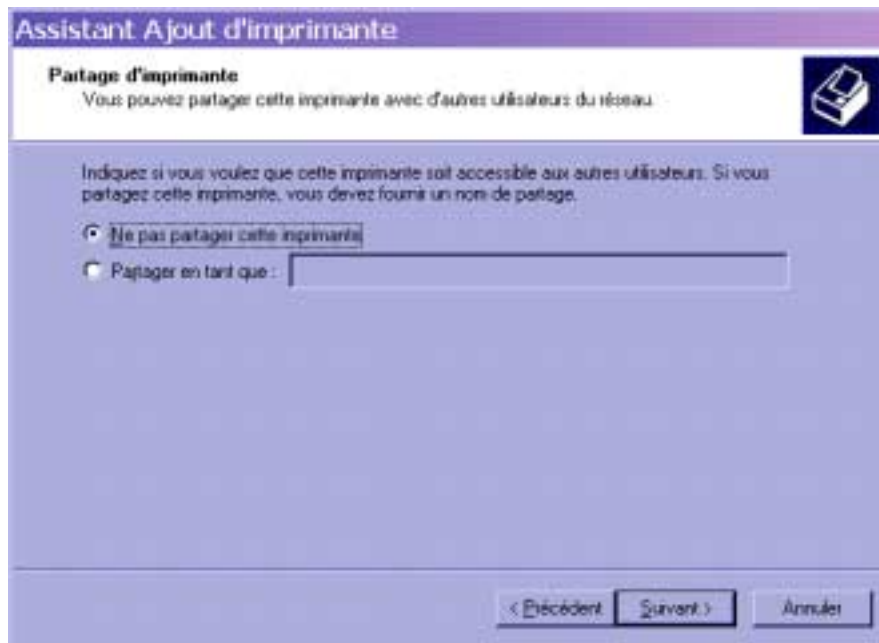 Assistant Ajout d'imprimante
Partage d'imprimante
Vous pouvez partager cette imprimante avec d'autres utilisateurs du réseau.
Indiquez si vous voulez que cette imprimante soit accessible aux autres utilisateurs. Si vous
partagez cette imprimante, vous devez fournir un nom de partage.
Ne pas partager cette imprimante
Partager en tant que :
< Précédent
Suivant >
Annuler